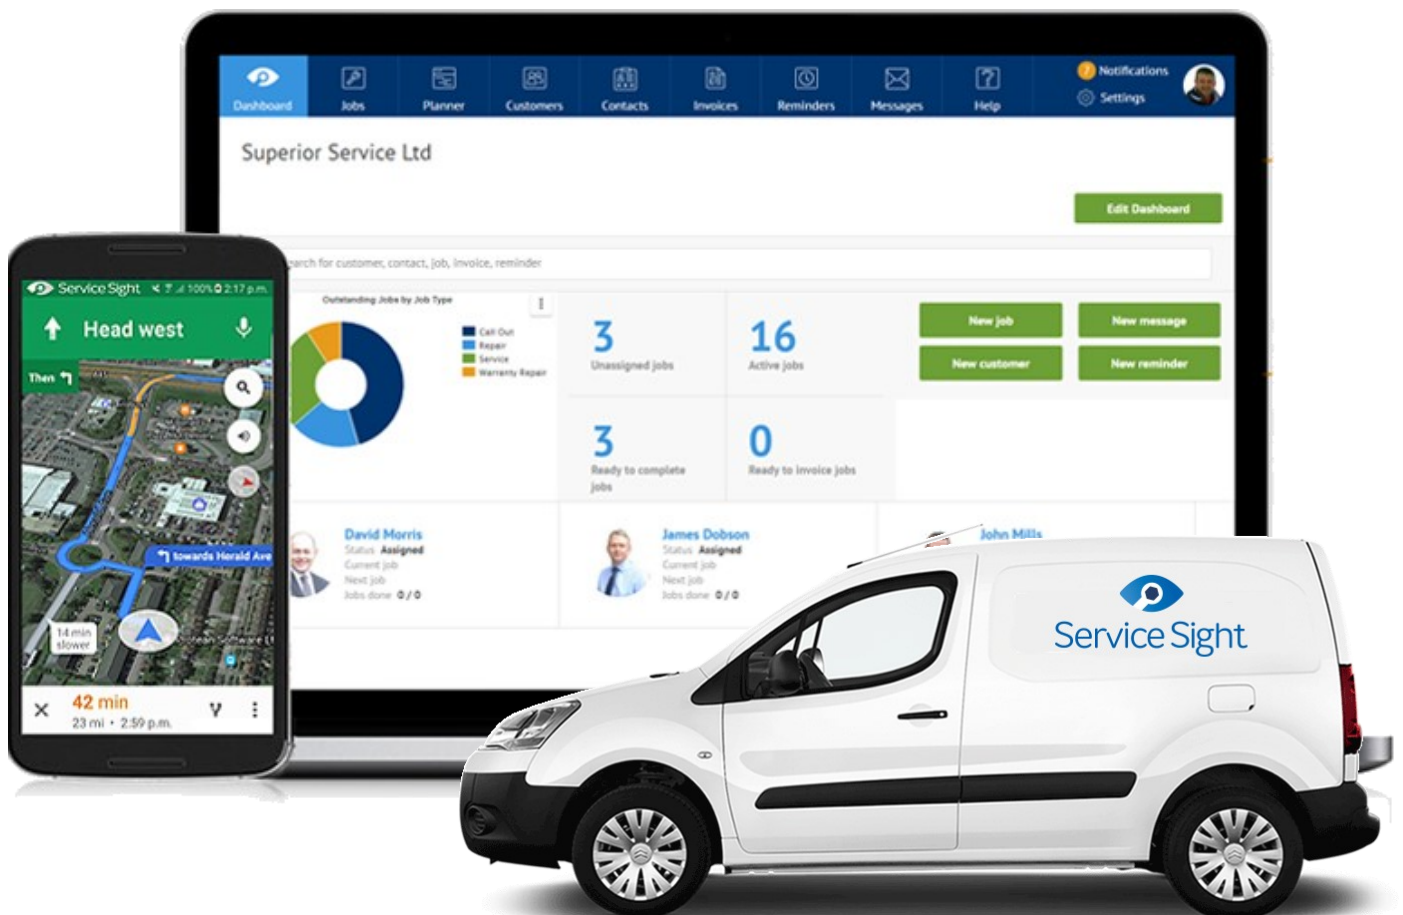 Dashboard
Jobs
Planner
Customers
Contacts
Invoices
Reminders
Messages
Help
? Notifications
Settings
Superior Service Ltd
Edit Dashboard
arch for customer, contact, job, invoice, reminder
Outstanding Jobs by Job Type
Call Out
Repair
Service
Warranty Repair
3
Unassigned jobs
16
Active jobs
3
Ready to complete
jobs
0
Ready to invoice jobs
New job
New message
New customer
New reminder
David Morris
Status Assigned
Current job
Next job
Jobs done 0 / 0
James Dobson
Status Assigned
Current job
Next job
Jobs done 0 / 0
John Mills
Service Sight 100% 2:17 p.m.
Head west
Then
towards Herald Ave
14 min
slower
42 min
23 mi • 2:59 p.m.
Service Sight